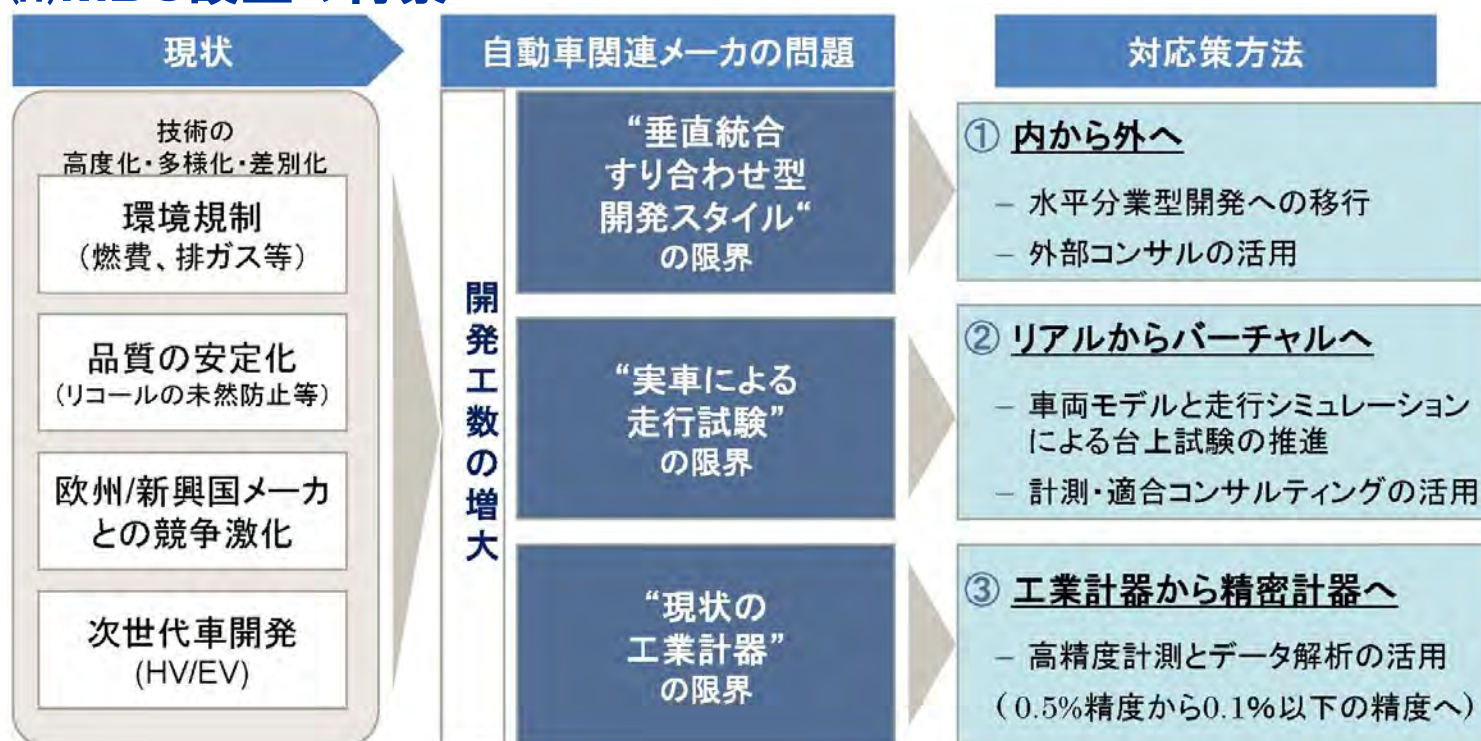 現状
技術の
高度化・多様化・差別化
環境規制
(燃費、排ガス等)
品質の安定化
(リコールの未然防止等)
欧州/新興国メーカ
との競争激化
次世代車開発
(HV/EV)
自動車関連メーカの問題
開発工数の増大
“垂直統合
すり合わせ型
開発スタイル“
の限界
“実車による
走行試験”
の限界
“現状の
工業計器”
の限界
対応策方法
① 内から外へ
– 水平分業型開発への移行
– 外部コンサルの活用
② リアルからバーチャルへ
– 車両モデルと走行シミュレーション
による台上試験の推進
– 計測・適合コンサルティングの活用
③ 工業計器から精密計器へ
– 高精度計測とデータ解析の活用
(0.5%精度から0.1%以下の精度へ)